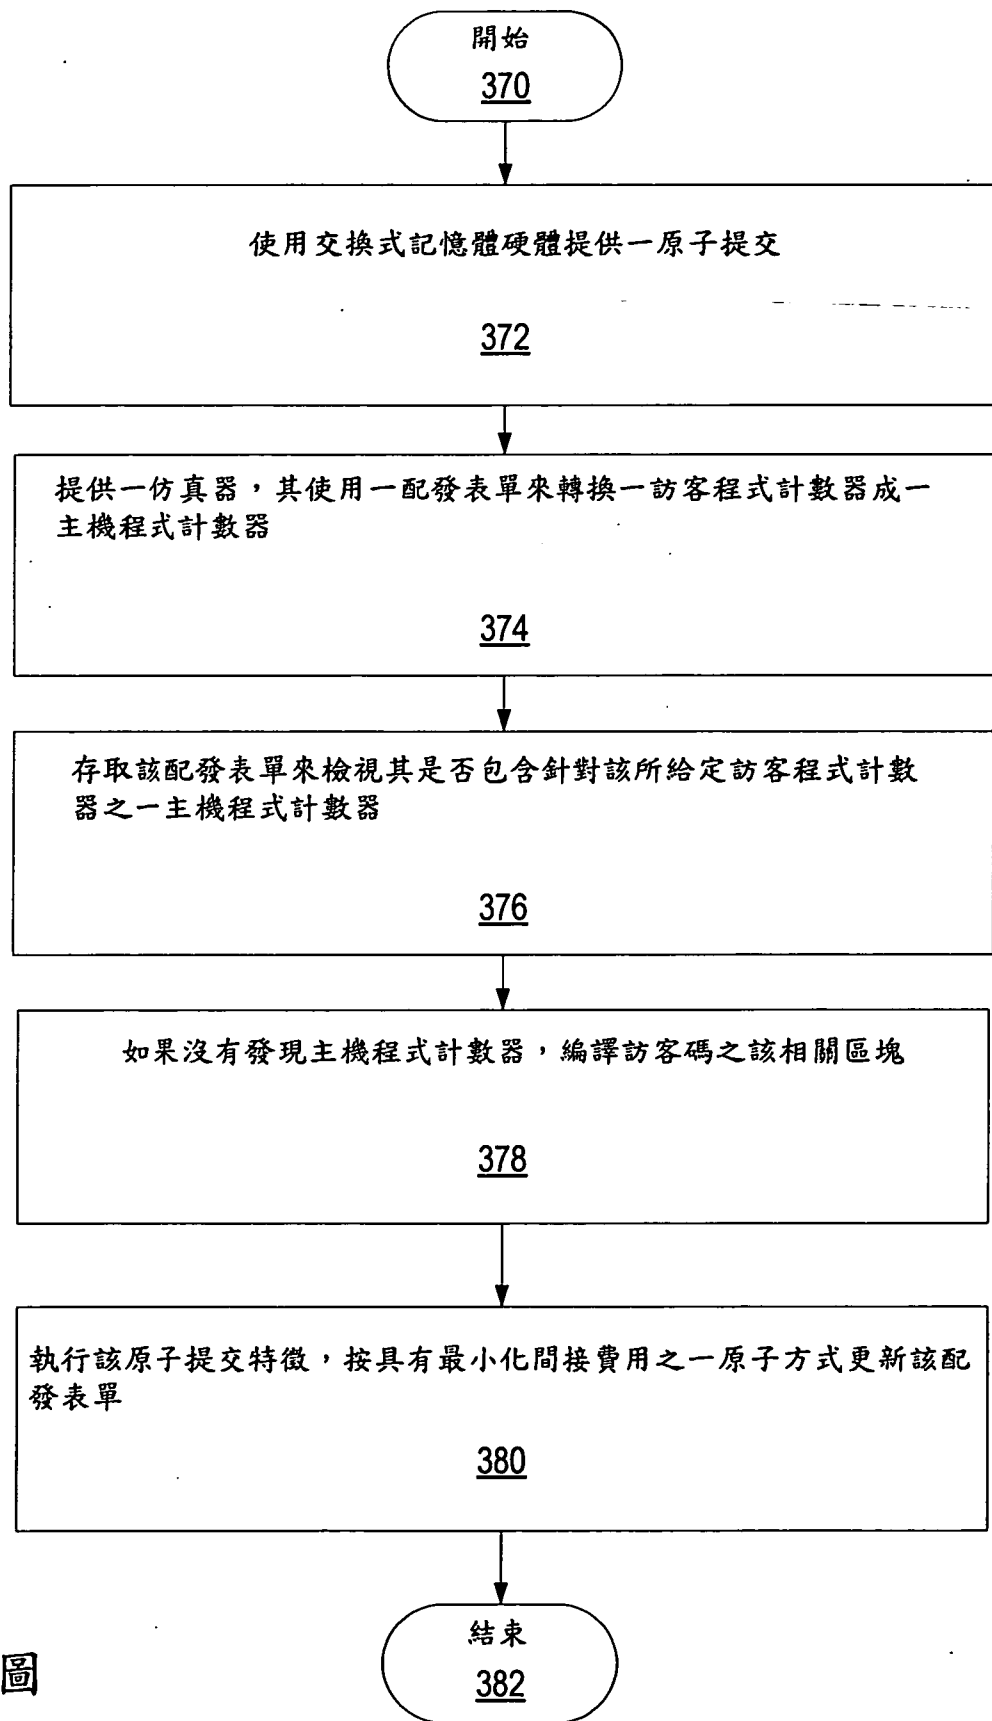 開始
370
使用交換式記憶體硬體提供一原子提交
372
提供一仿真器，其使用一配發表單來轉換一訪客程式計數器成一
主機程式計數器
374
存取該配發表單來檢視其是否包含針對該所給定訪客程式計數
器之一主機程式計數器
376
如果沒有發現主機程式計數器，編譯訪客碼之該相關區塊
378
執行該原子提交特徵，按具有最小化間接費用之一原子方式更新該配
發表單
380
結束
382
圖